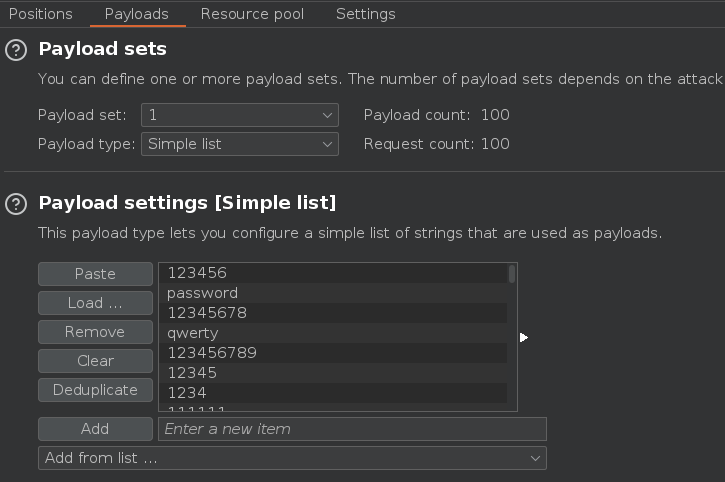 Positions Payloads Resource pool Settings
? Payload sets
You can define one or more payload sets. The number of payload sets depends on the attack
Payload set: 1 Payload count: 100
Payload type: Simple list Request count: 100
? Payload settings [Simple list]
This payload type lets you configure a simple list of strings that are used as payloads.
Paste
Load ...
Remove
Clear
Deduplicate
123456
password
12345678
qwerty
123456789
12345
1234
111111
Add Enter a new item
Add from list ...